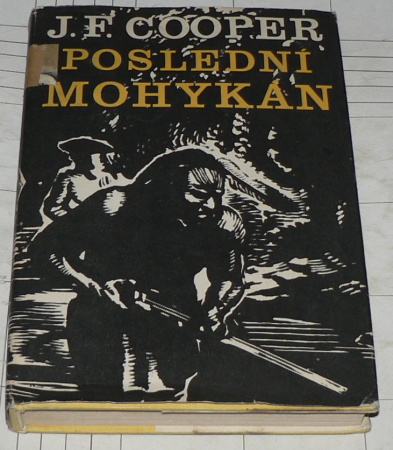 J. F. COOPER
POSLEDNÍ
MOHYKÁN